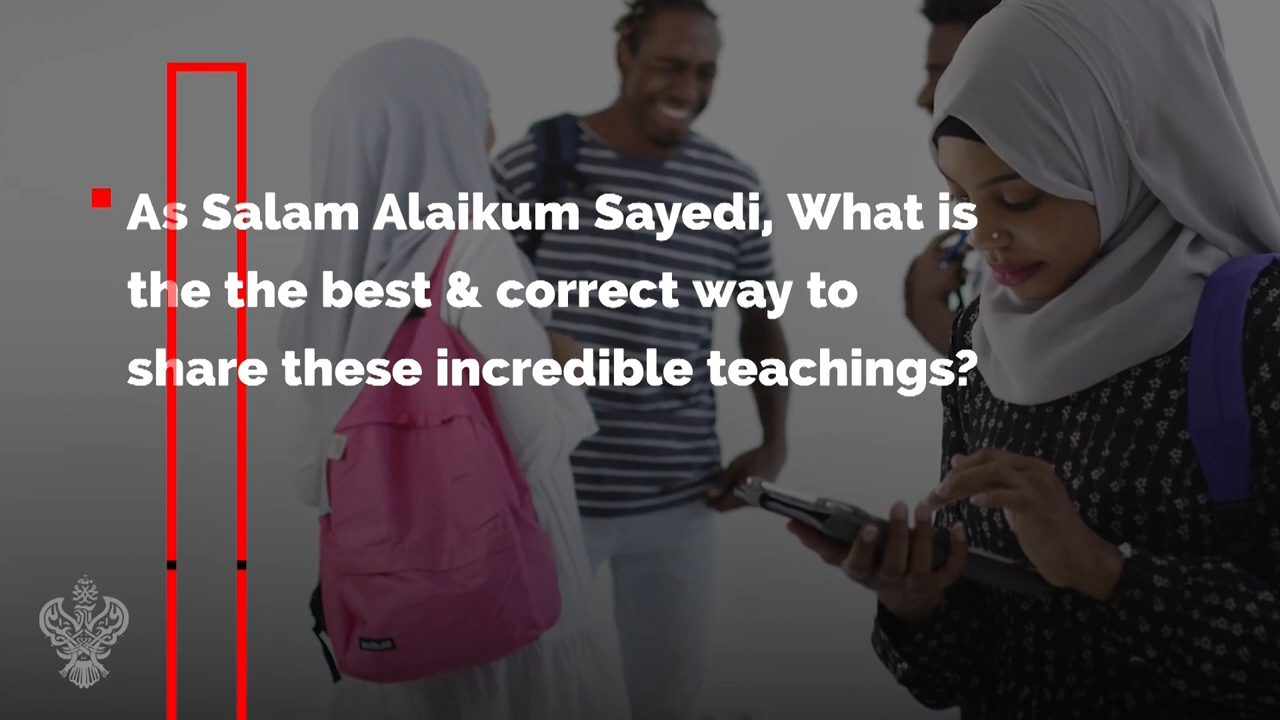 As Salam Alaikum Sayedi, What is
the the best & correct way to
share these incredible teachings?